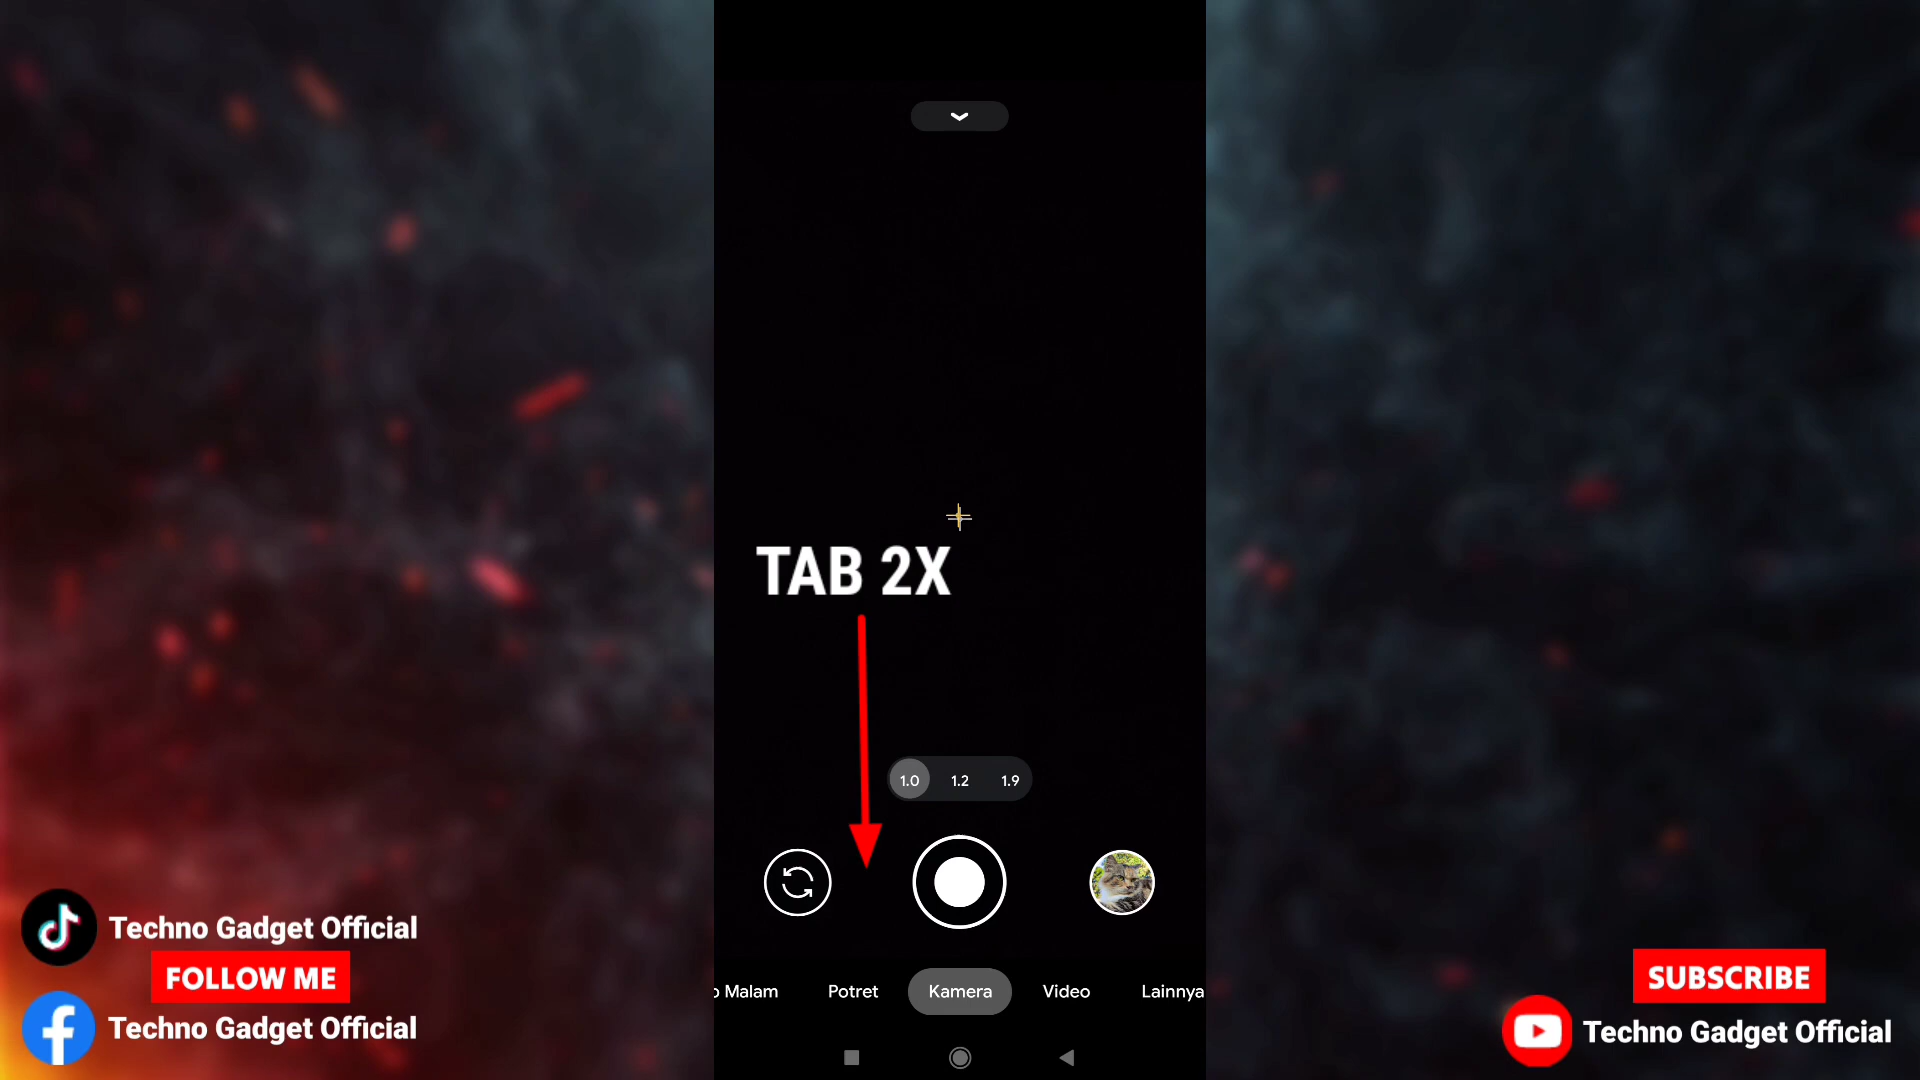 TAB 2X
1.0 1.2 1.9
o Malam Potret Kamera Video Lainnya
Techno Gadget Official
FOLLOW ME
Techno Gadget Official
SUBSCRIBE
Techno Gadget Official